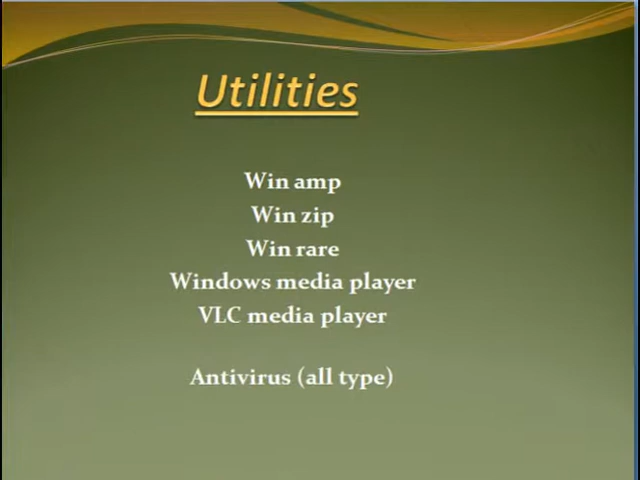 Utilities
Win amp
Win zip
Win rare
Windows media player
VLC media player
Antivirus (all type)